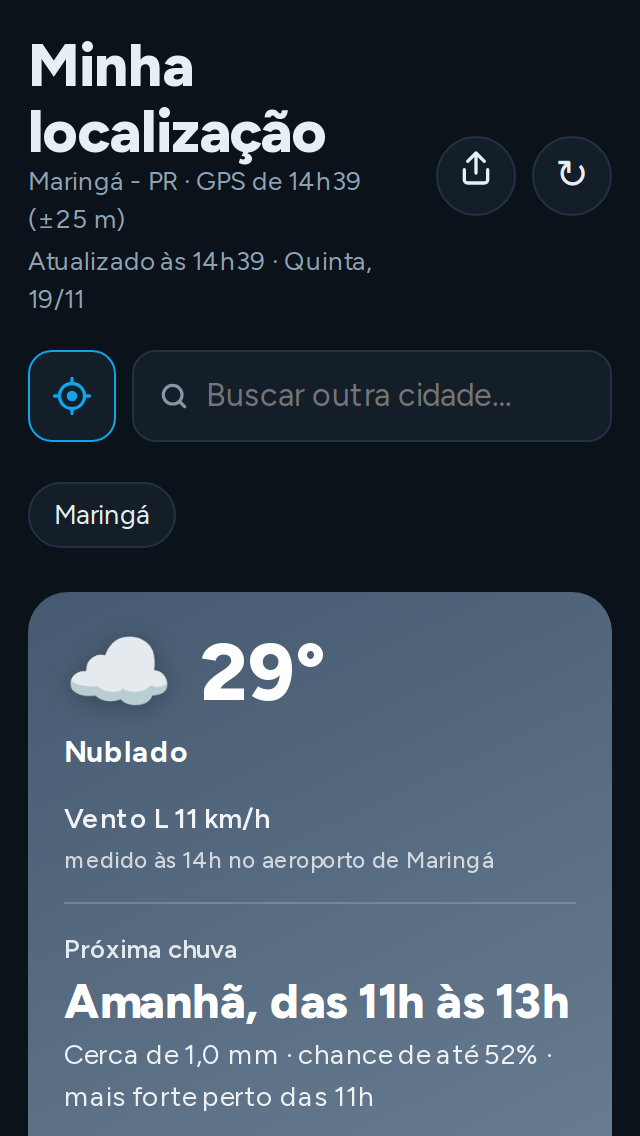 Minha
localização
Maringá - PR · GPS de 14h39
(±25 m)
Atualizado às 14h39 · Quinta,
19/11
Buscar outra cidade...
Maringá
29°
Nublado
Vento L 11 km/h
medido às 14h no aeroporto de Maringá
Próxima chuva
Amanhã, das 11h às 13h
Cerca de 1,0 mm · chance de até 52% ·
mais forte perto das 11h